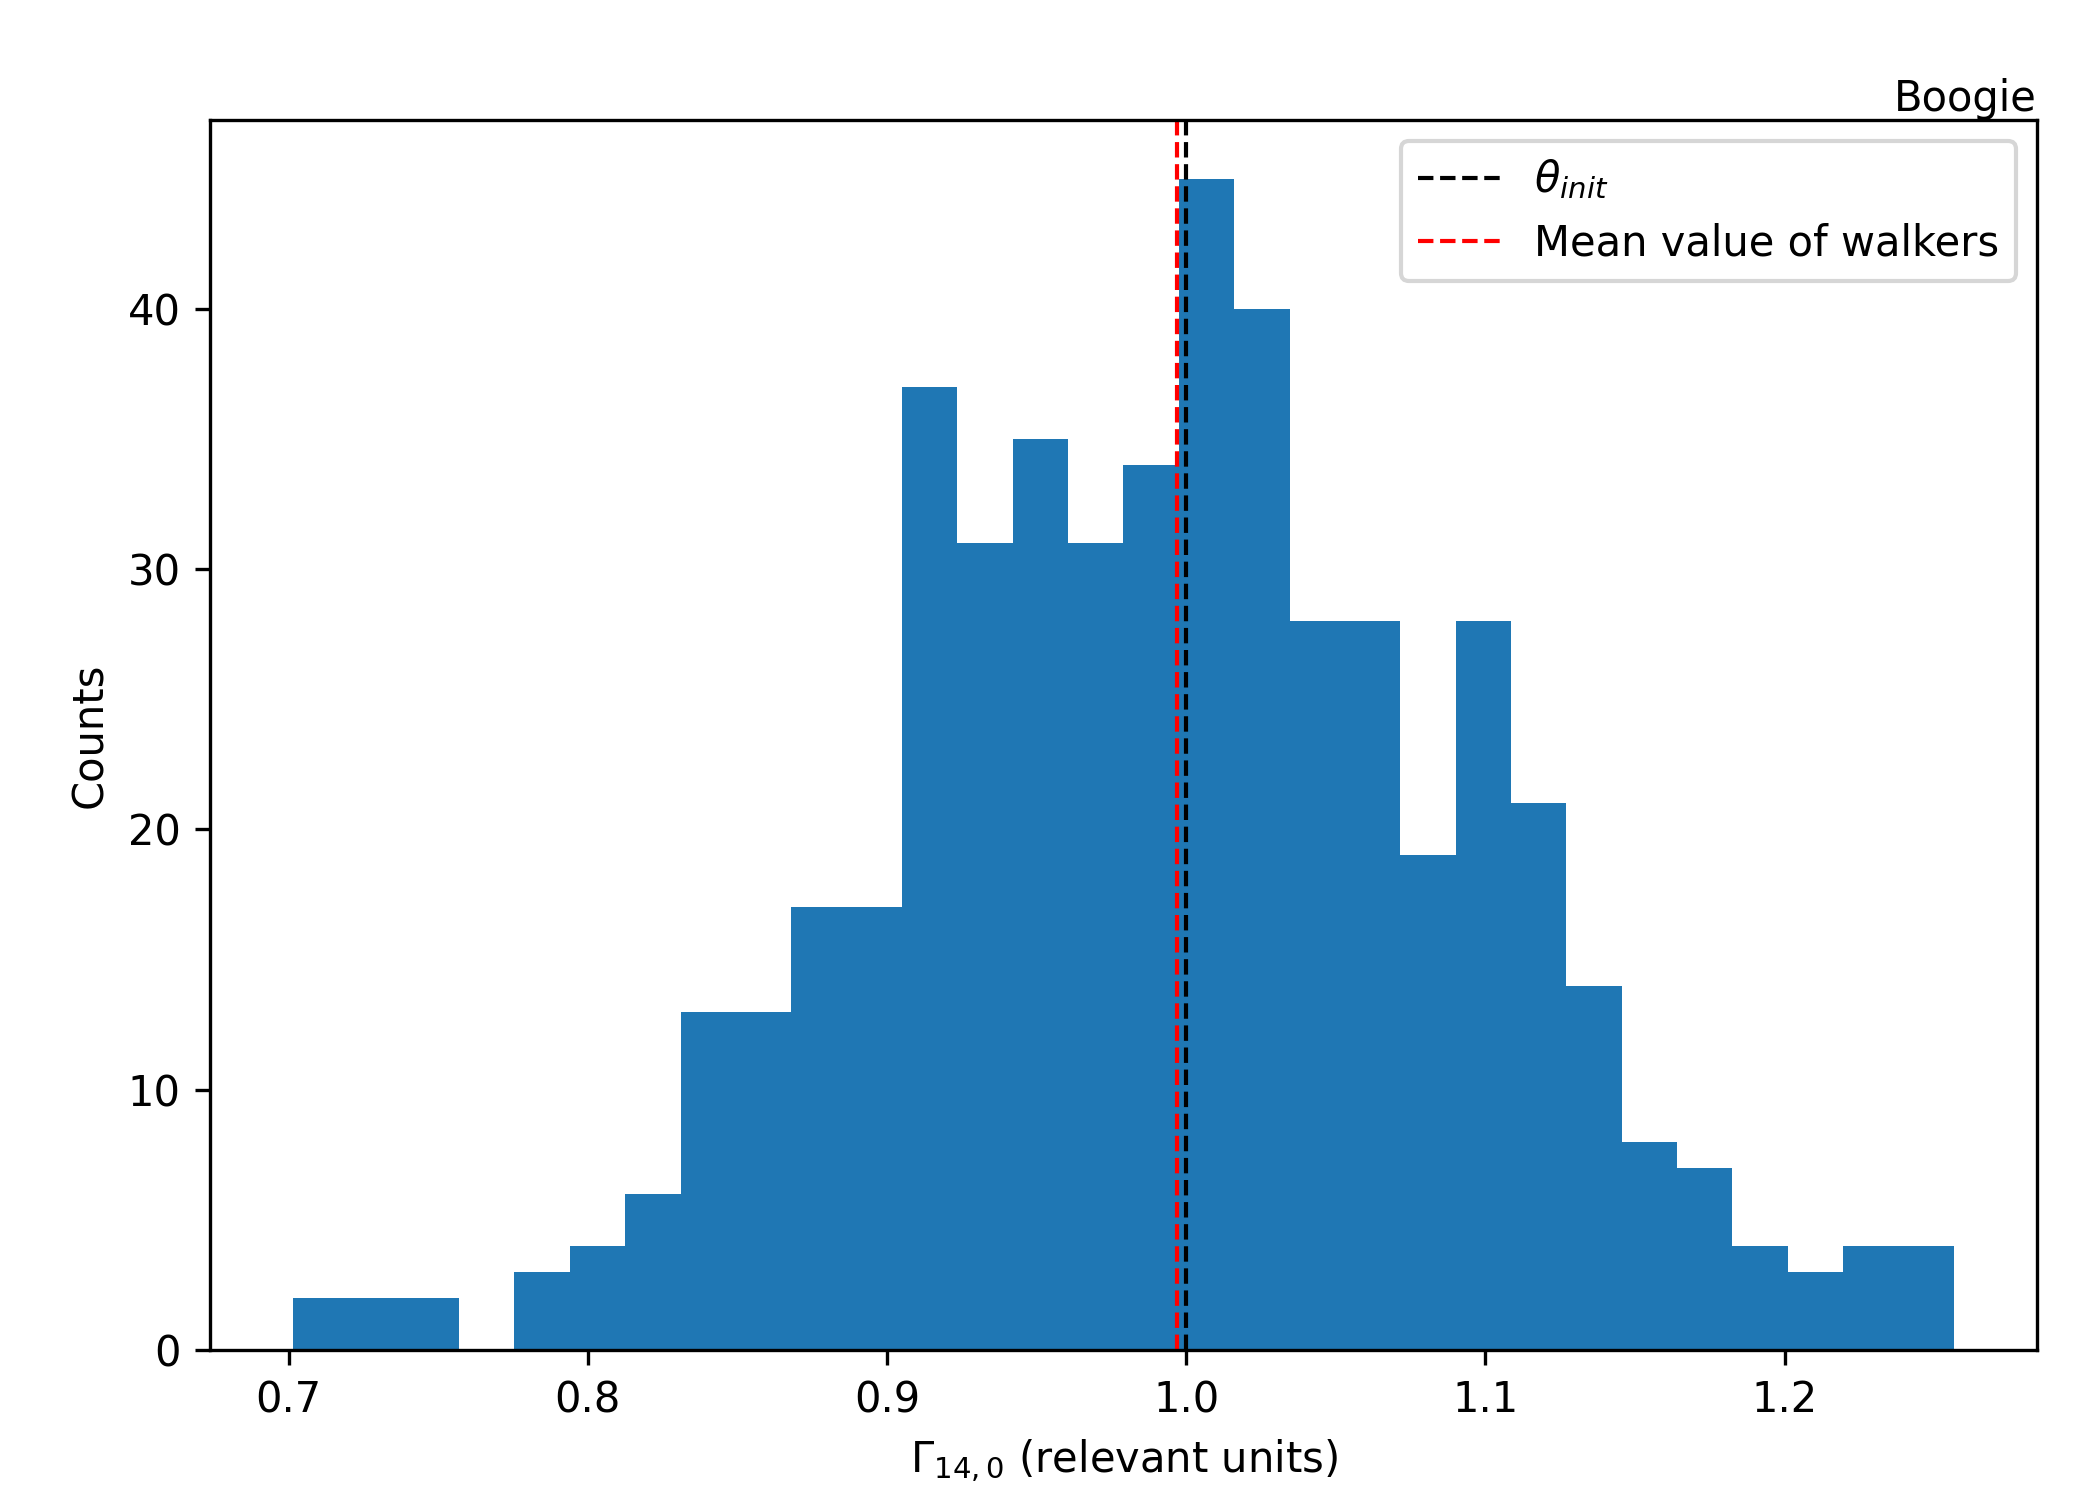 Boogie
θinit
Mean value of walkers
40
30
20
10
0
Counts
0.7 0.8 0.9 1.0 1.1 1.2
Γ14, 0 (relevant units)